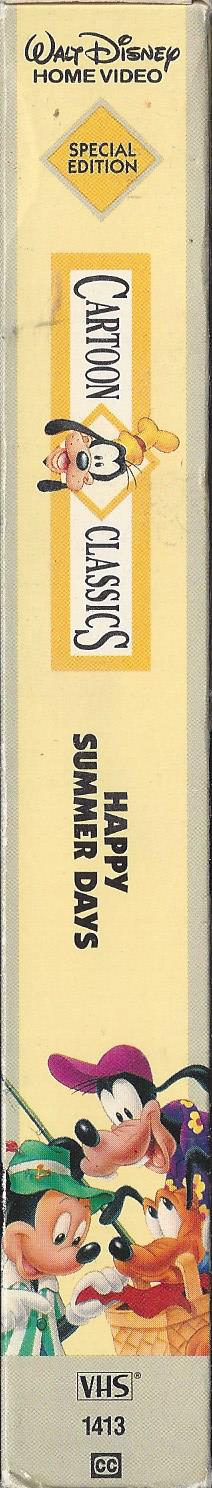 WALT DISNEY
HOME VIDEO
SPECIAL
EDITION
CARTOON
CLASSICS
HAPPY
SUMMER DAYS
VHS®
1413
CC